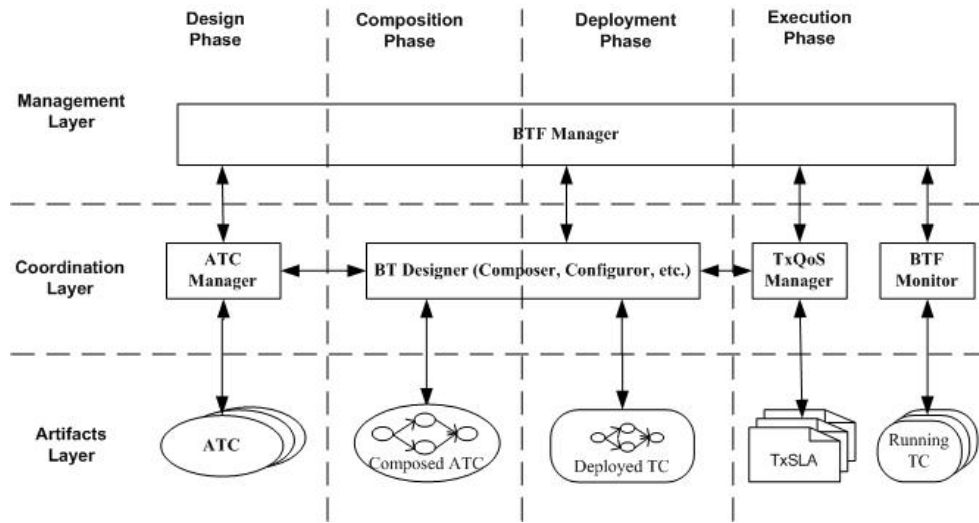 Design
Phase
Composition
Phase
Deployment
Phase
Execution
Phase
Management
Layer
BTF Manager
Coordination
Layer
ATC
Manager
BT Designer (Composer, Configuror, etc.)
TxQoS
Manager
BTF
Monitor
Artifacts
Layer
ATC
Composed ATC
Deployed TC
TxSLA
Running
TC